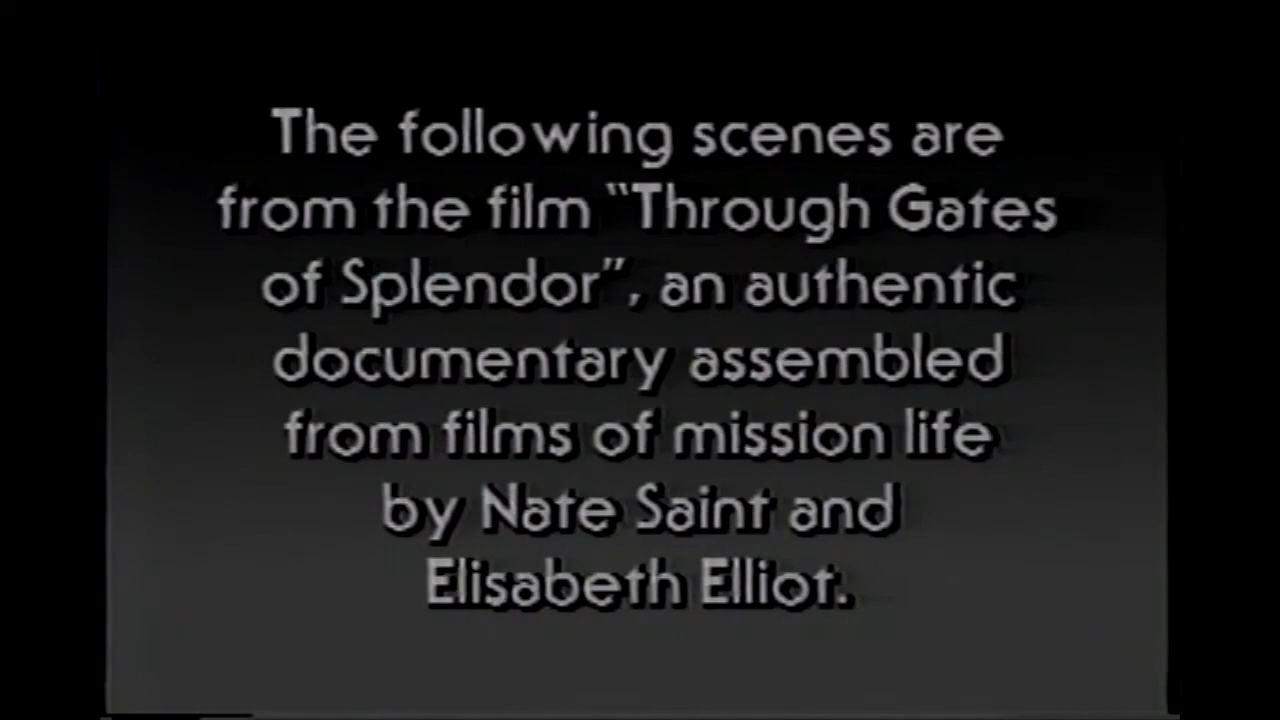 The following scenes are
from the film "Through Gates
of Splendor", an authentic
documentary assembled
from films of mission life
by Nate Saint and
Elisabeth Elliot.